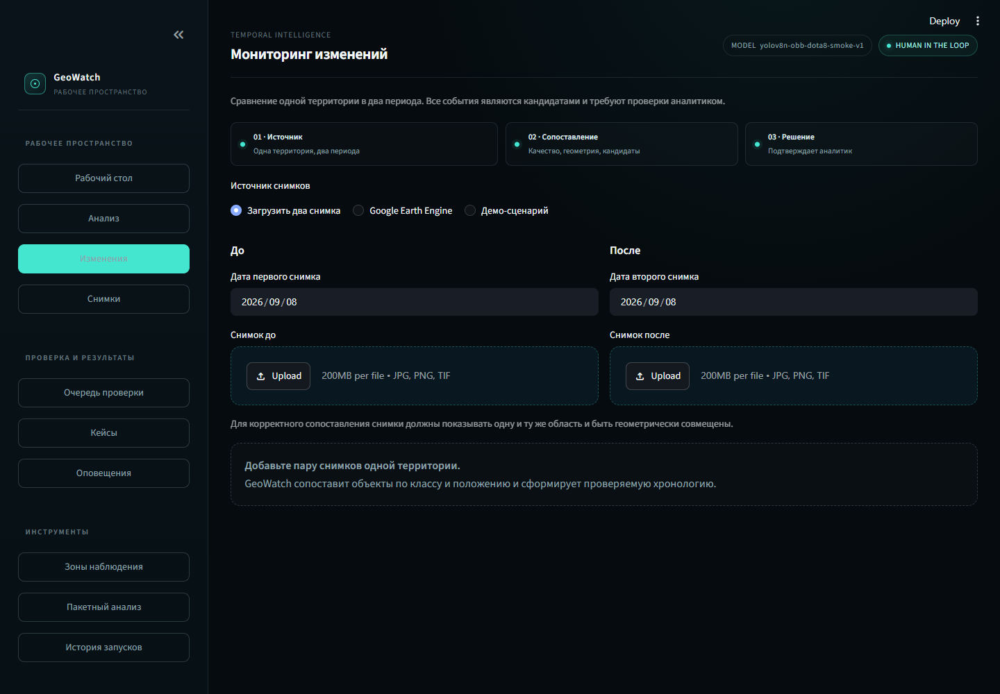 Deploy
GeoWatch
РАБОЧЕЕ ПРОСТРАНСТВО
РАБОЧЕЕ ПРОСТРАНСТВО
Рабочий стол
Анализ
Изменения
Снимки
ПРОВЕРКА И РЕЗУЛЬТАТЫ
Очередь проверки
Кейсы
Оповещения
ИНСТРУМЕНТЫ
Зоны наблюдения
Пакетный анализ
История запусков
TEMPORAL INTELLIGENCE
Мониторинг изменений
MODEL yolov8n-obb-dota8-smoke-v1
HUMAN IN THE LOOP
Сравнение одной территории в два периода. Все события являются кандидатами и требуют проверки аналитиком.
01 · Источник
Одна территория, два периода
02 · Сопоставление
Качество, геометрия, кандидаты
03 · Решение
Подтверждает аналитик
Источник снимков
Загрузить два снимка
Google Earth Engine
Демо-сценарий
До
Дата первого снимка
2026/09/08
Снимок до
Upload
200MB per file • JPG, PNG, TIF
После
Дата второго снимка
2026/09/08
Снимок после
Upload
200MB per file • JPG, PNG, TIF
Для корректного сопоставления снимки должны показывать одну и ту же область и быть геометрически совмещены.
Добавьте пару снимков одной территории.
GeoWatch сопоставит объекты по классу и положению и сформирует проверяемую хронологию.